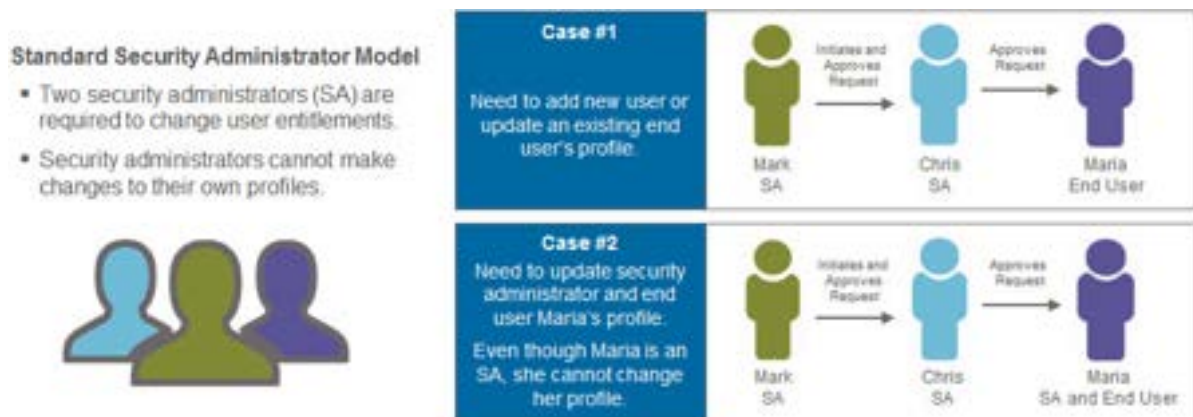 Standard Security Administrator Model
▪ Two security administrators (SA) are
required to change user entitlements.
▪ Security administrators cannot make
changes to their own profiles.
Case #1
Need to add new user or
update an existing end
user's profile.
Initiates and
Approves
Request
Approves
Request
Mark
SA
Chris
SA
Maria
End User
Case #2
Need to update security
administrator and end
user Maria's profile.
Even though Maria is an
SA, she cannot change
her profile.
Initiates and
Approves
Request
Approves
Request
Mark
SA
Chris
SA
Maria
SA and End User